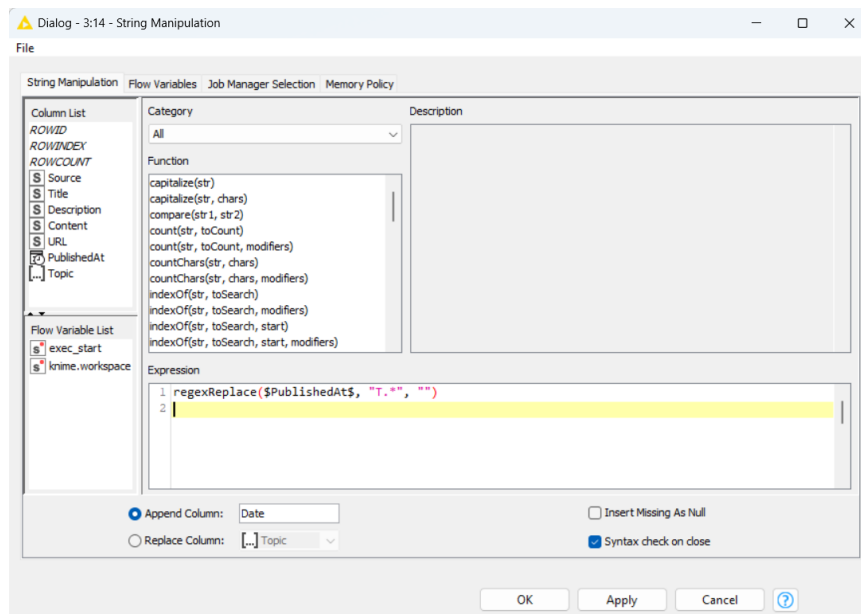 Dialog - 3:14 - String Manipulation
File
String Manipulation Flow Variables Job Manager Selection Memory Policy
Column List
ROWID
ROWINDEX
ROWCOUNT
S Source
S Title
S Description
S Content
S URL
PublishedAt
[...] Topic
Flow Variable List
s exec_start
s knime.workspace
Category
All
Function
capitalize(str)
capitalize(str, chars)
compare(str1, str2)
count(str, toCount)
count(str, toCount, modifiers)
countChars(str, chars)
countChars(str, chars, modifiers)
indexOf(str, toSearch)
indexOf(str, toSearch, modifiers)
indexOf(str, toSearch, start)
indexOf(str, toSearch, start, modifiers)
Description
Expression
1 regexReplace($PublishedAt$, "T.*", "")
2
Append Column: Date
Insert Missing As Null
Replace Column: [...] Topic
Syntax check on close
OK Apply Cancel ?